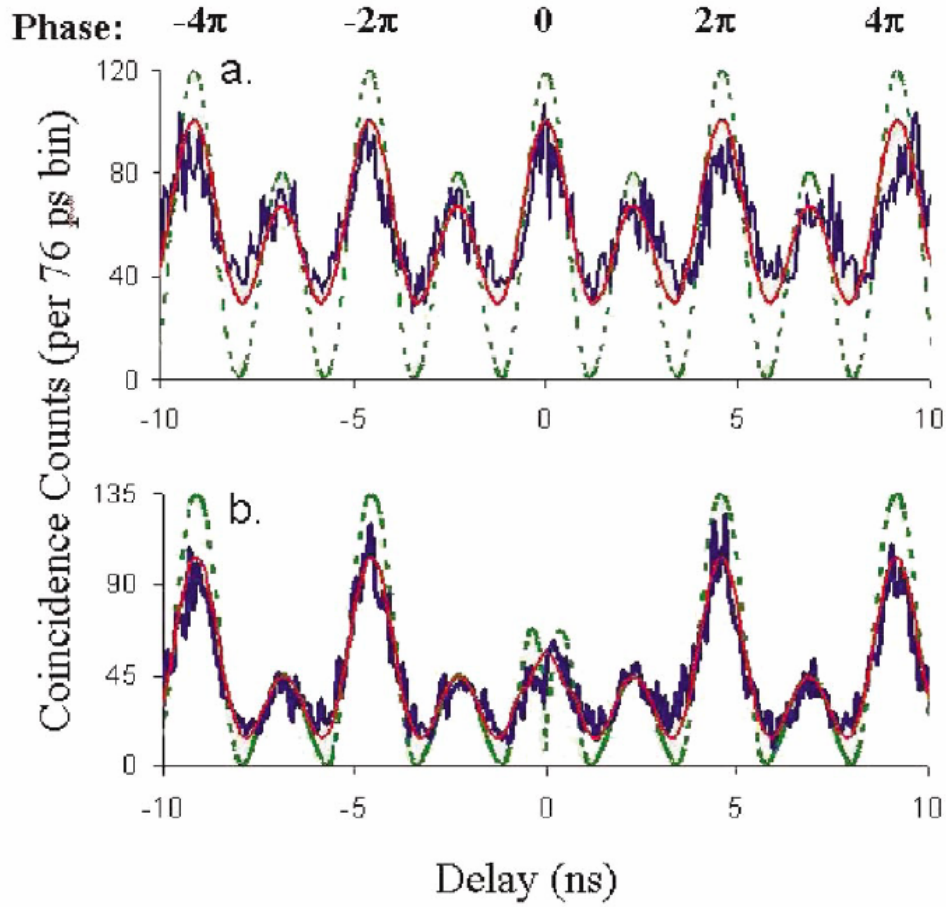 Phase: -4π -2π 0 2π 4π
a.
120
80
40
0
-10 -5 0 5 10
Coincidence Counts (per 76 ps bin)
b.
135
90
45
0
-10 -5 0 5 10
Delay (ns)